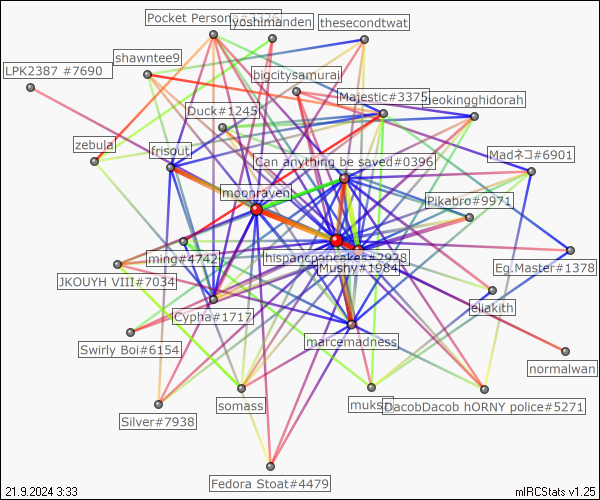 Pocket Persona#3326
yoshimanden
thesecondtwat
shawntee9
LPK2387 #7690
bigcitysamurai
Majestic#3375
neokingghidorah
Duck#1245
zebula
frisout
Can anything be saved#0396
Madネコ#6901
moonraven
Pikabro#9971
ming#4742
hispancpancakes#2928
Mushy#1984
Eg.Master#1378
JKOUYH VIII#7034
eliakith
Cypha#1717
marcemadness
Swirly Boi#6154
normalwan
Silver#7938
somass
muksc
DacobDacob hORNY police#5271
Fedora Stoat#4479
21.9.2024 3:33
mIRCStats v1.25